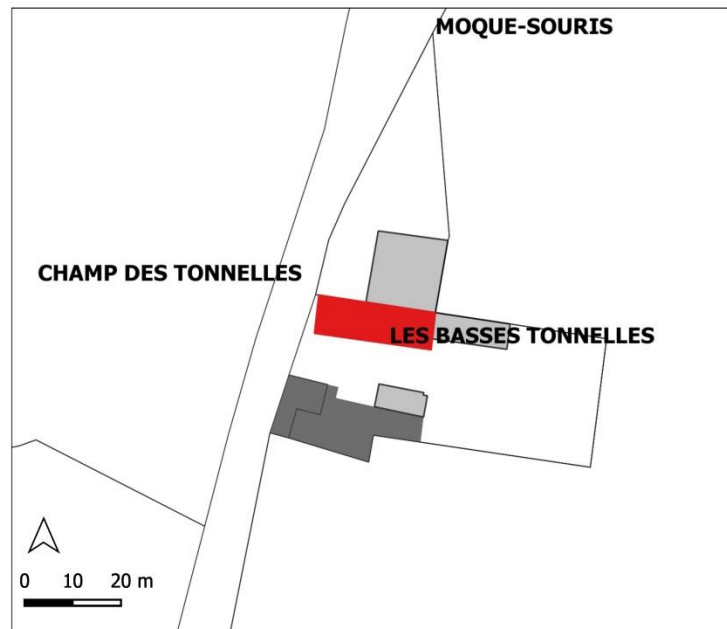 MOQUE-SOURIS
CHAMP DES TONNELLES
LES BASSES TONNELLES
0 10 20 m